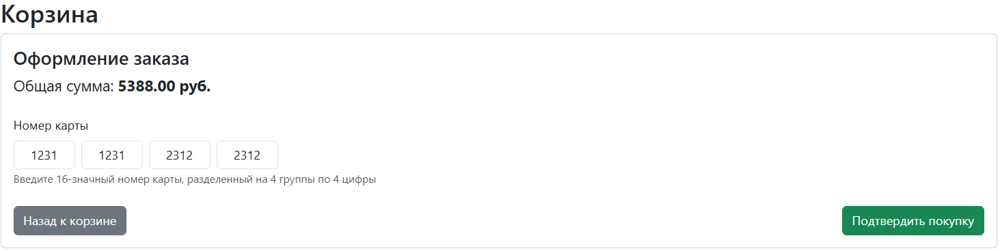 Корзина
Оформление заказа
Общая сумма: 5388.00 руб.
Номер карты
1231 1231 2312 2312
Введите 16-значный номер карты, разделенный на 4 группы по 4 цифры
Назад к корзине Подтвердить покупку